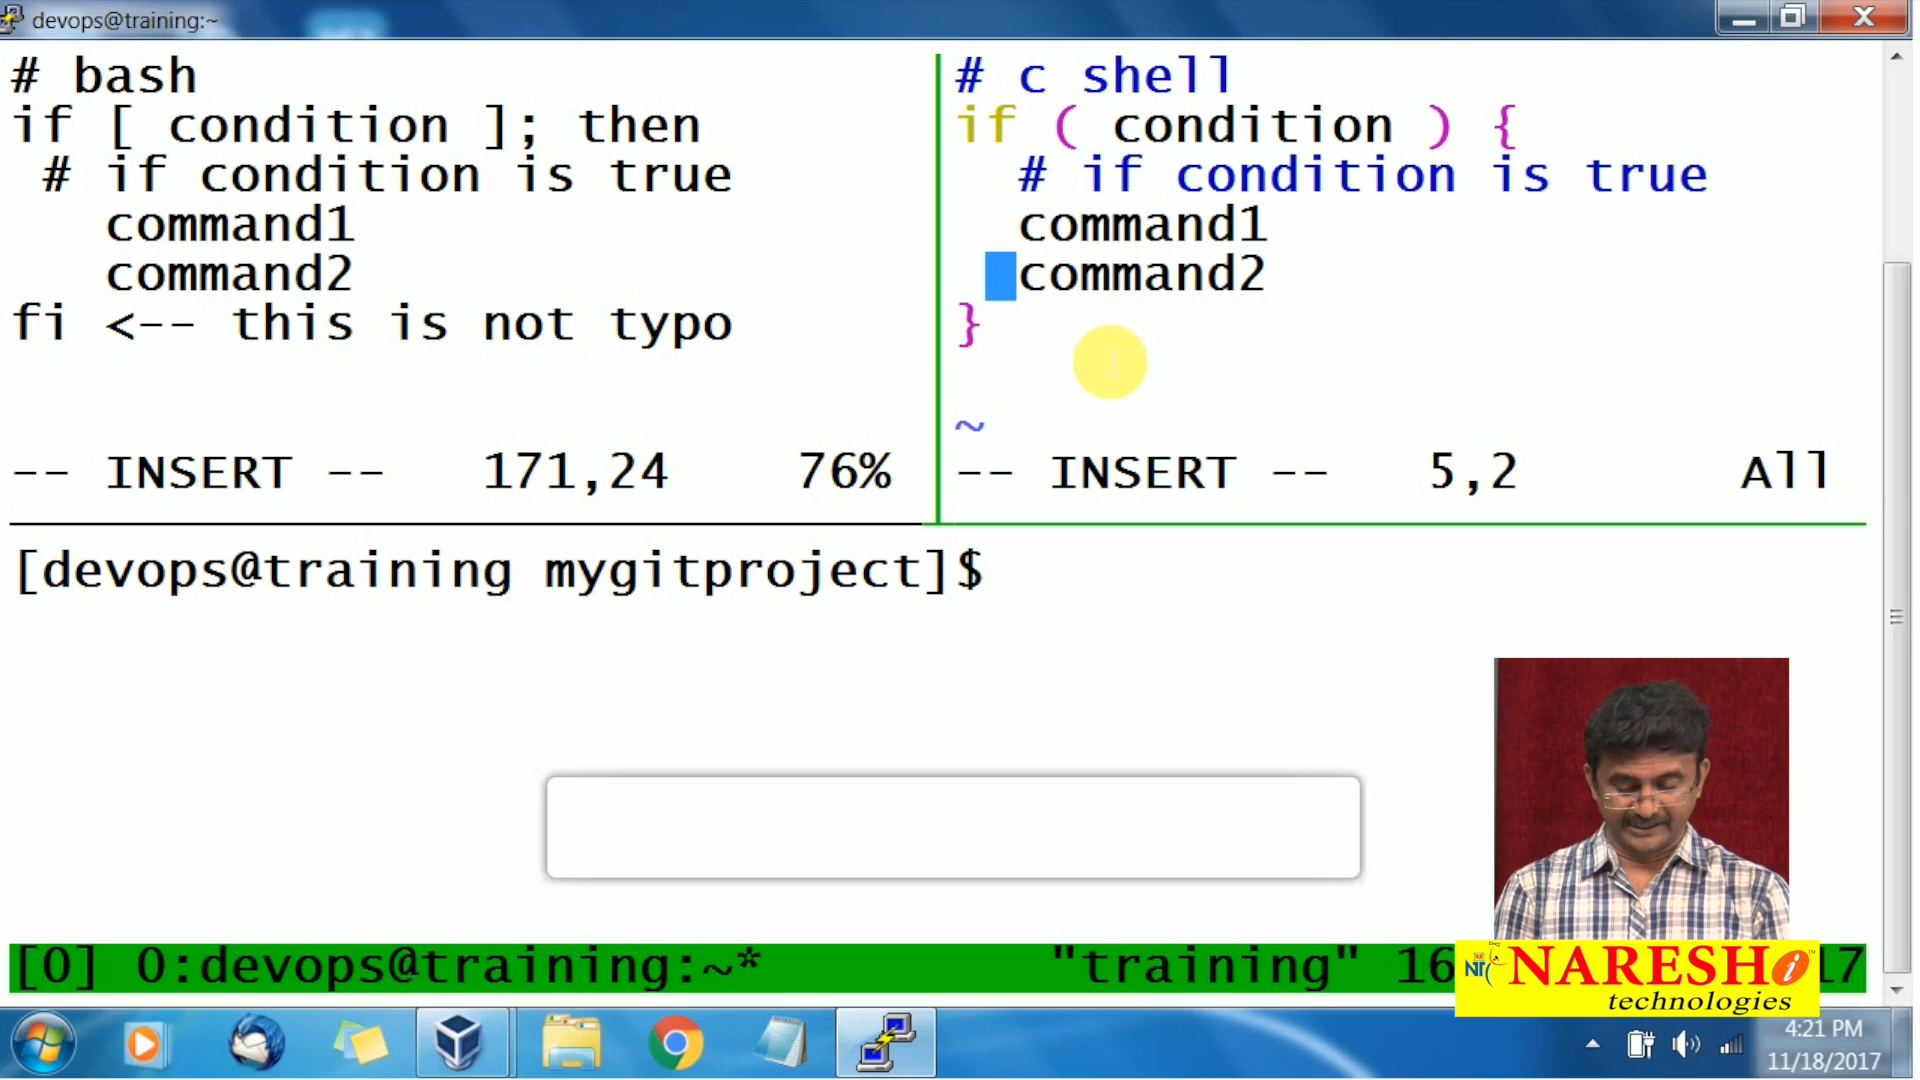 devops@training:~
# bash
if [ condition ]; then
# if condition is true
command1
command2
fi <-- this is not typo
-- INSERT -- 171,24 76%
# c shell
if ( condition ) {
# if condition is true
command1
command2
}
~
-- INSERT -- 5,2 All
[devops@training mygitproject]$
[0] 0:devops@training:~* "training" 16 17
NARESH i
technologies
4:21 PM
11/18/2017